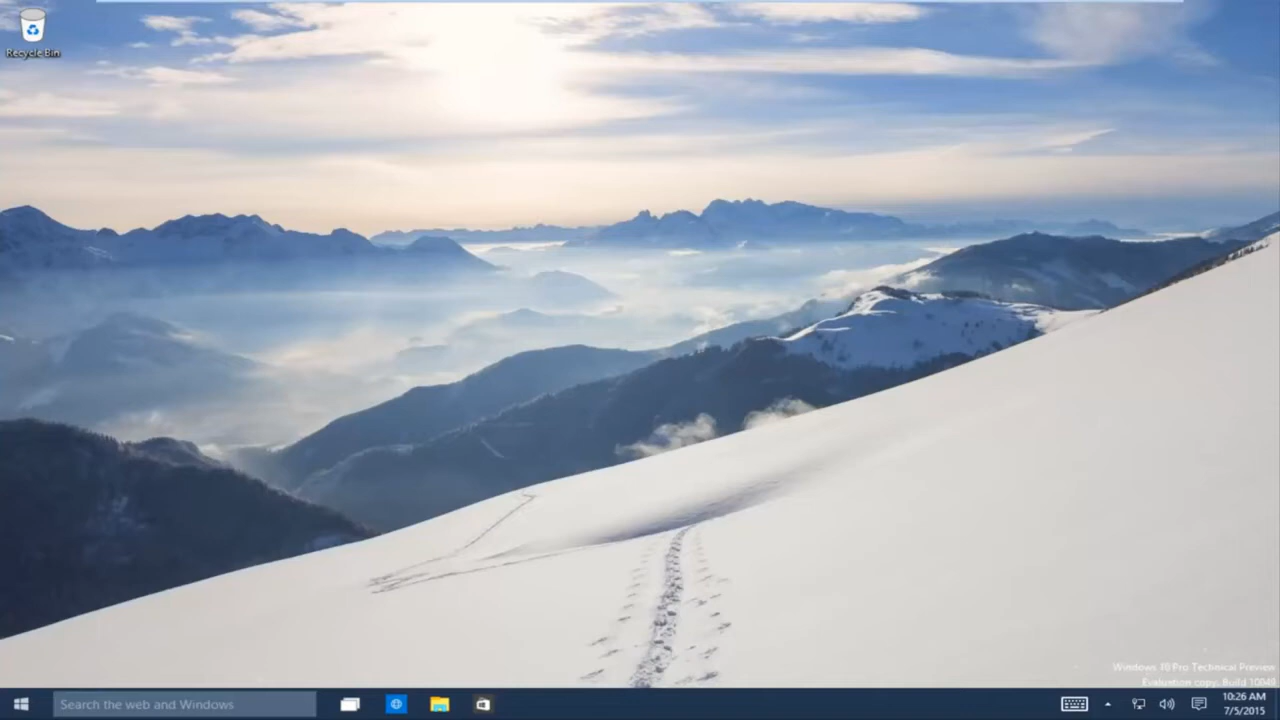 Recycle Bin
Windows 10 Pro Technical Preview
Evaluation copy. Build 10049
Search the web and Windows
10:26 AM
7/5/2015